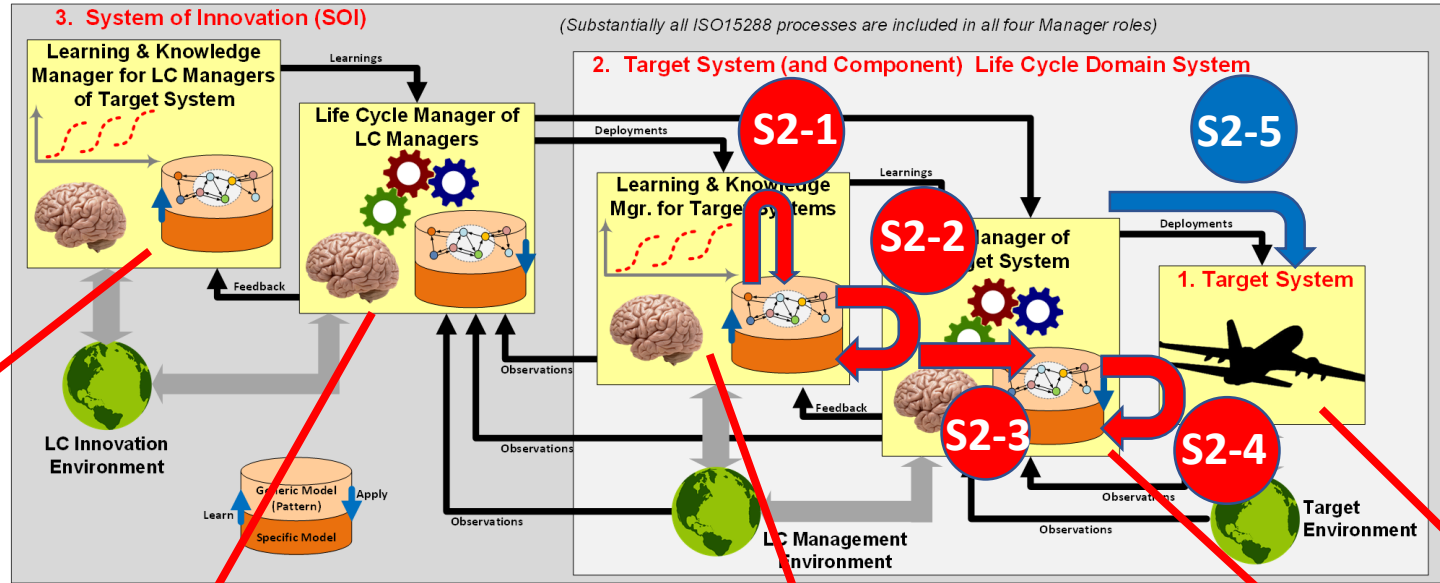 3. System of Innovation (SOI)
(Substantially all ISO15288 processes are included in all four Manager roles)
Learning & Knowledge
Manager for LC Managers
of Target System
Learnings
Life Cycle Manager of
LC Managers
Feedback
LC Innovation
Environment
Generic Model
(Pattern)
Learn
Apply
Specific Model
2. Target System (and Component) Life Cycle Domain System
Deployments
S2-1
S2-5
Learning & Knowledge
Mgr. for Target Systems
Learnings
S2-2
Manager of
System
Deployments
1. Target System
Observations
Feedback
S2-3
S2-4
Observations
Observations
Observations
Observations
LC Management
Environment
Target
Environment